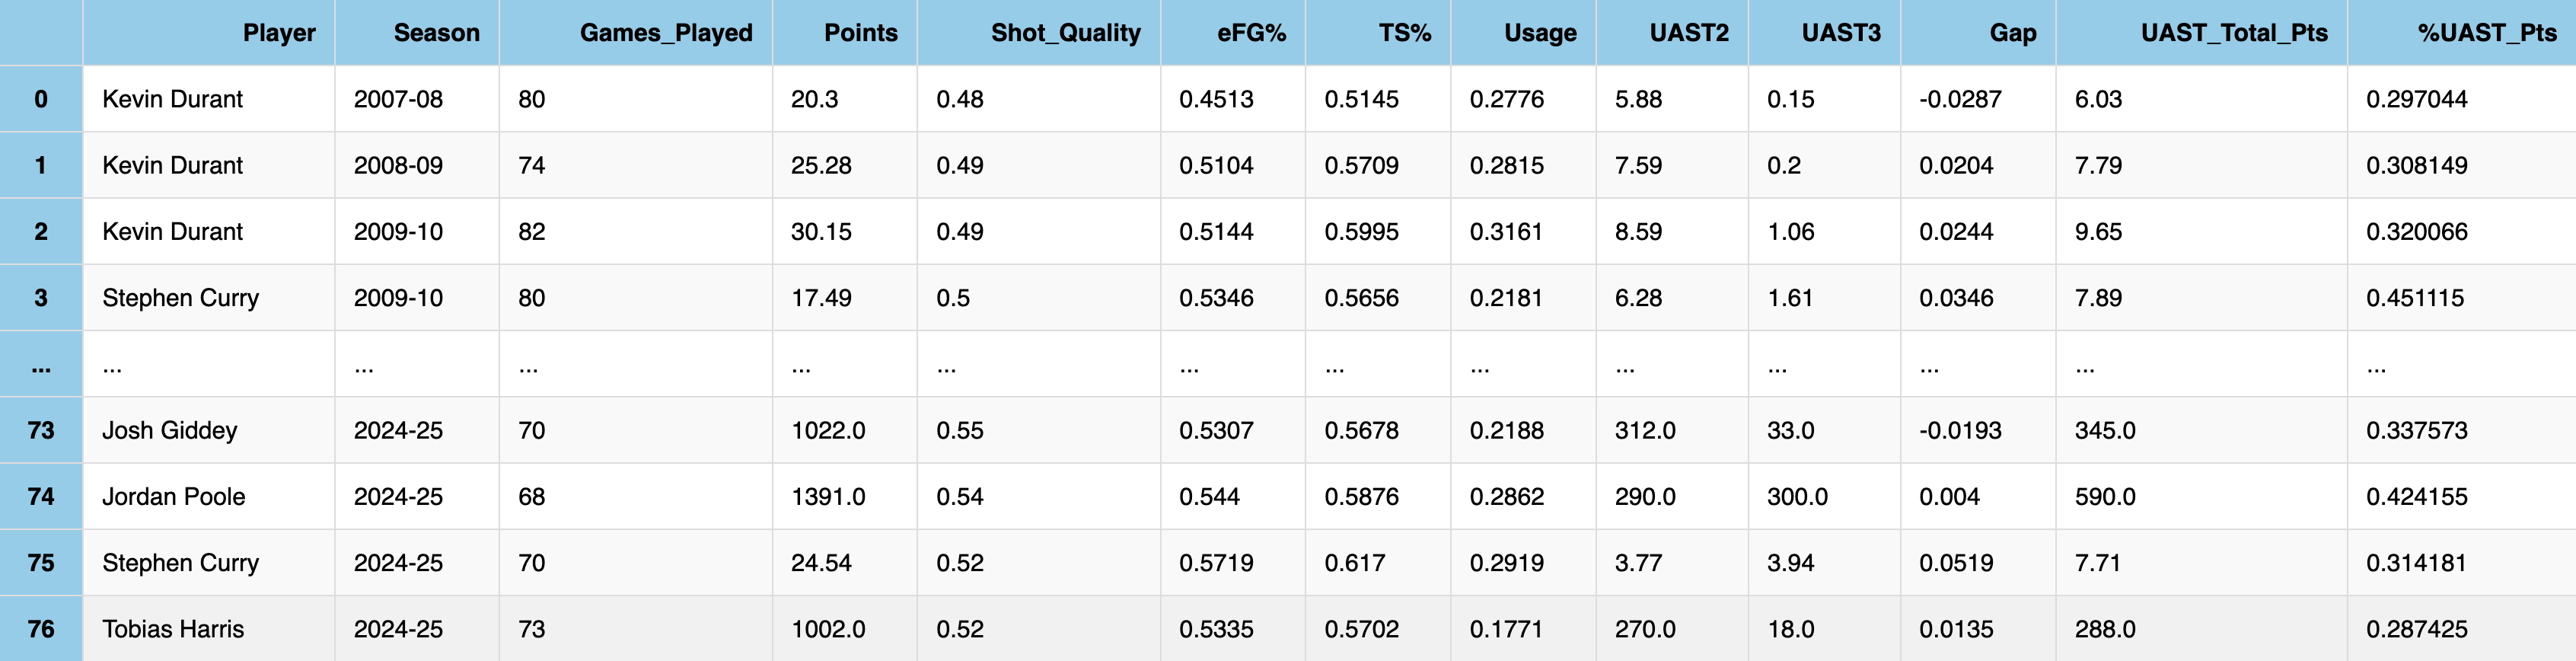 Player Season Games_Played Points Shot_Quality eFG% TS% Usage UAST2 UAST3 Gap UAST_Total_Pts %UAST_Pts
0 Kevin Durant 2007-08 80 20.3 0.48 0.4513 0.5145 0.2776 5.88 0.15 -0.0287 6.03 0.297044
1 Kevin Durant 2008-09 74 25.28 0.49 0.5104 0.5709 0.2815 7.59 0.2 0.0204 7.79 0.308149
2 Kevin Durant 2009-10 82 30.15 0.49 0.5144 0.5995 0.3161 8.59 1.06 0.0244 9.65 0.320066
3 Stephen Curry 2009-10 80 17.49 0.5 0.5346 0.5656 0.2181 6.28 1.61 0.0346 7.89 0.451115
... ... ... ... ... ... ... ... ... ... ... ... ... ...
73 Josh Giddey 2024-25 70 1022.0 0.55 0.5307 0.5678 0.2188 312.0 33.0 -0.0193 345.0 0.337573
74 Jordan Poole 2024-25 68 1391.0 0.54 0.544 0.5876 0.2862 290.0 300.0 0.004 590.0 0.424155
75 Stephen Curry 2024-25 70 24.54 0.52 0.5719 0.617 0.2919 3.77 3.94 0.0519 7.71 0.314181
76 Tobias Harris 2024-25 73 1002.0 0.52 0.5335 0.5702 0.1771 270.0 18.0 0.0135 288.0 0.287425